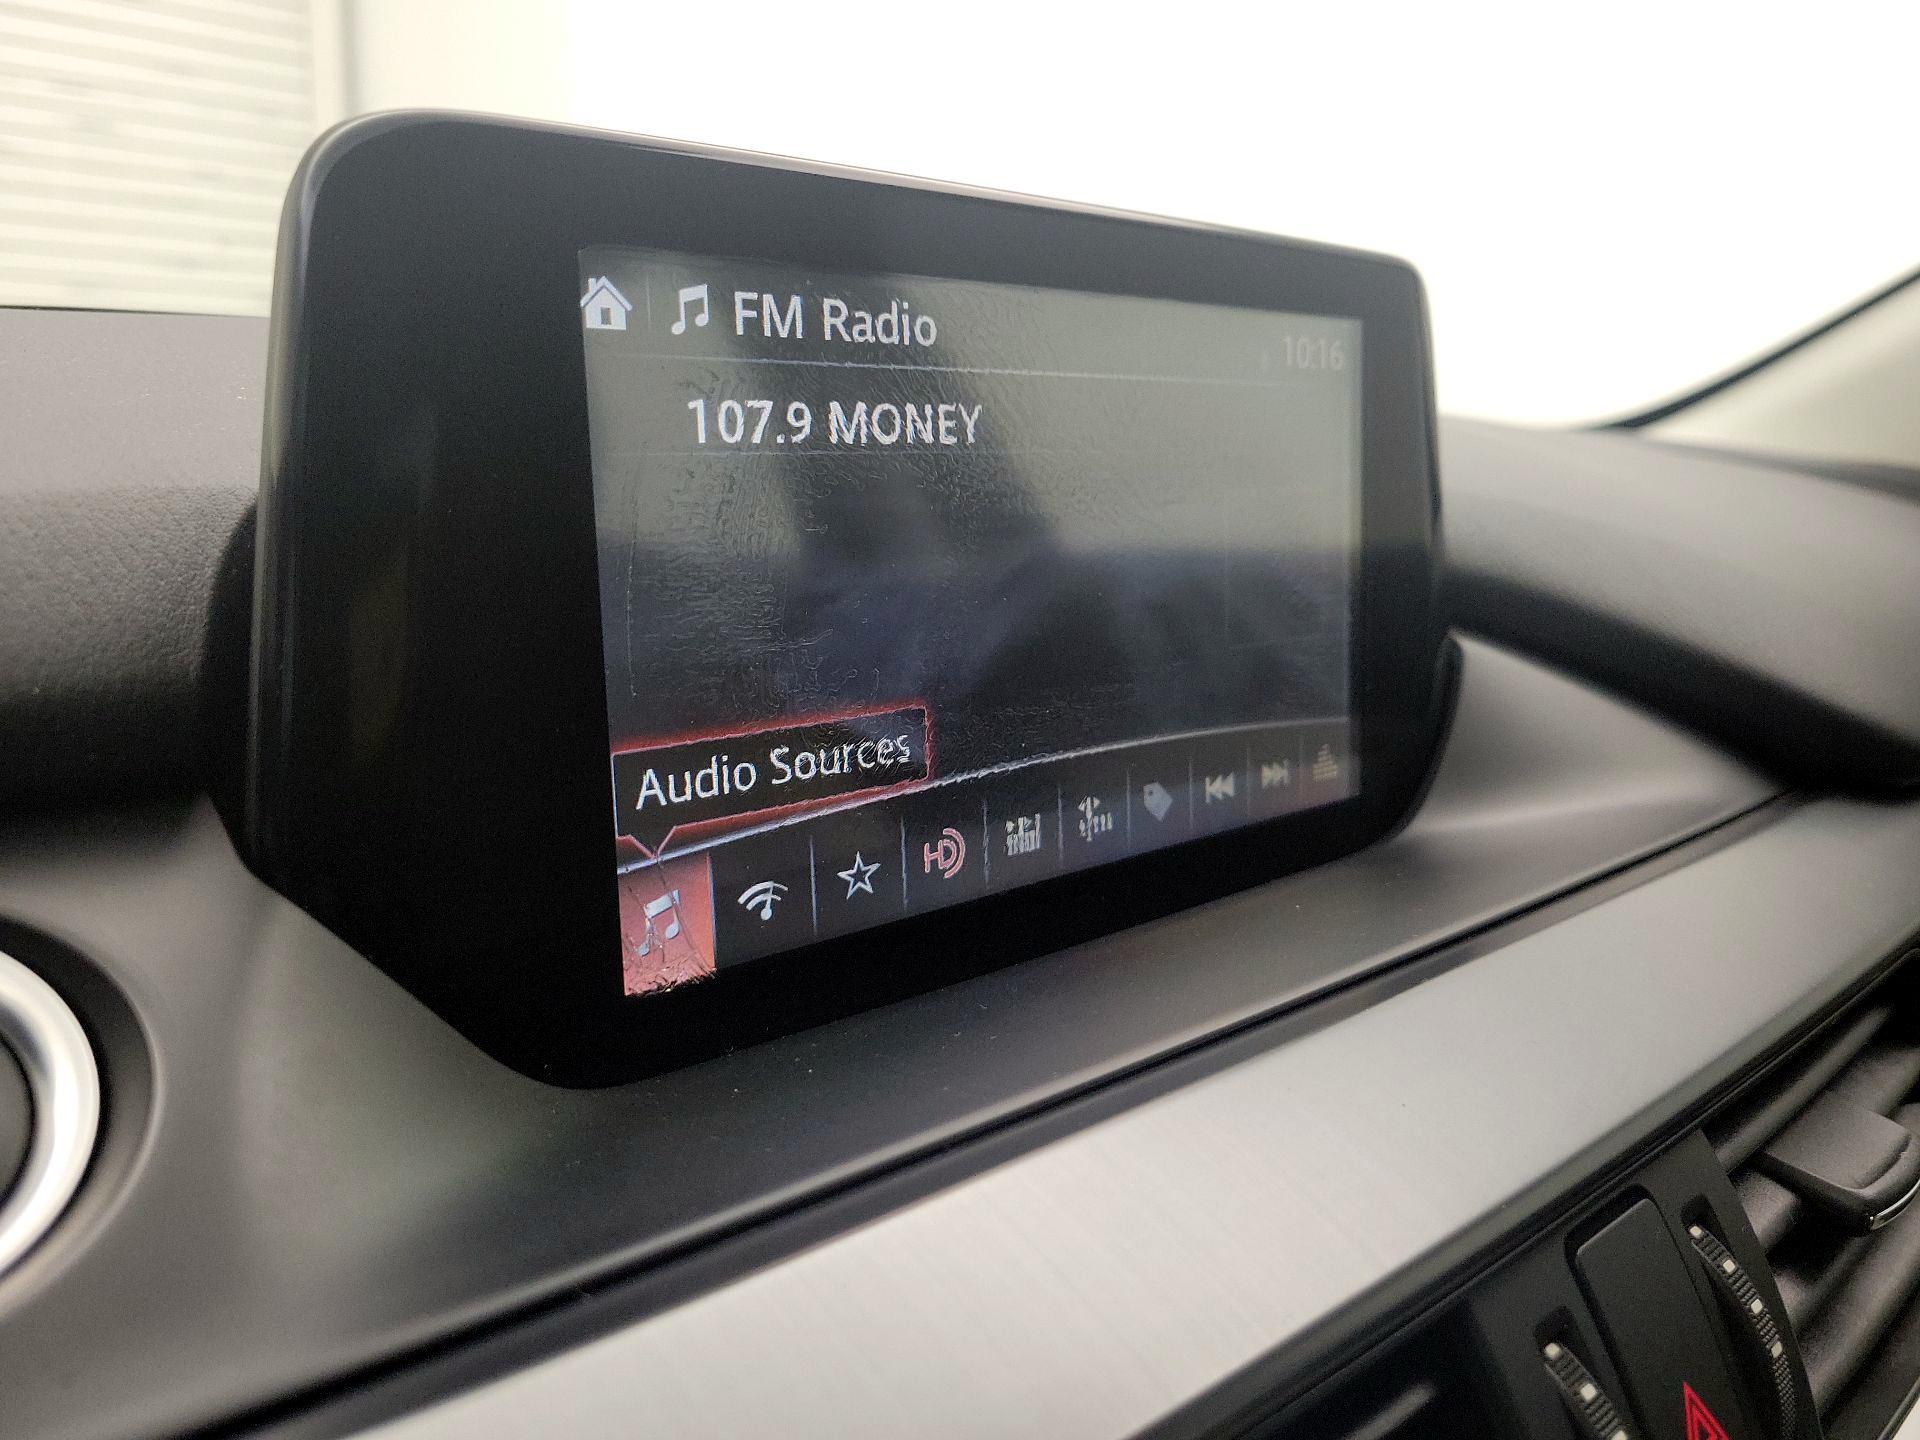 FM Radio
10:16
107.9 MONEY
Audio Sources
HD